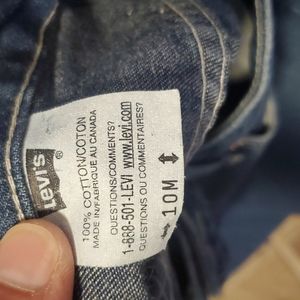 LEVI'S ®
100% COTTON/COTON
MADE IN/FABRIQUE AU CANADA
QUESTIONS/COMMENTS?
1-888-501-LEVI www.levi.com
QUESTIONS OU COMMENTAIRES?
↔ 10M ↕